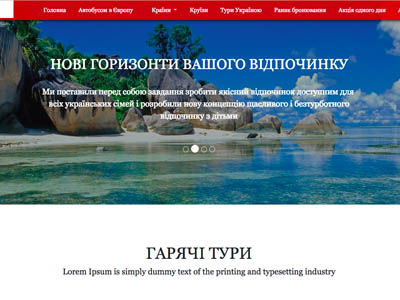 Головна Автобусом в Європу Країни Круїзи Тури Україною Раннє бронювання Акція одного дня
НОВІ ГОРИЗОНТИ ВАШОГО ВІДПОЧИНКУ
Ми поставили перед собою завдання зробити якісний відпочинок доступним для
всіх українських сімей і розробили нову концепцію щасливого і безтурботного
відпочинку з дітьми
ГАРЯЧІ ТУРИ
Lorem Ipsum is simply dummy text of the printing and typesetting industry